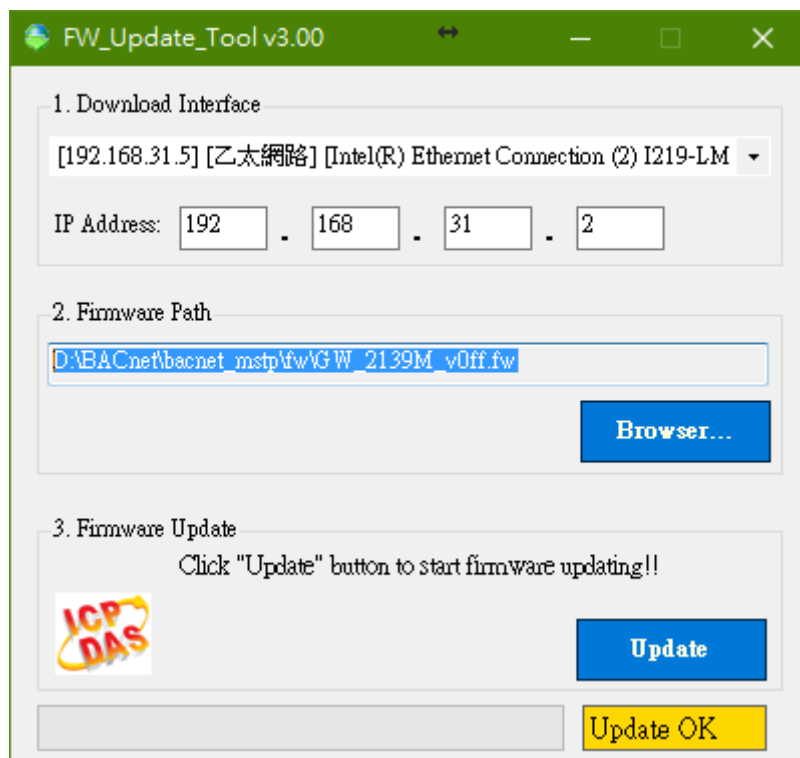 FW_Update_Tool v3.00
1. Download Interface
[192.168.31.5] [乙太網路] [Intel(R) Ethernet Connection (2) I219-LM
IP Address: 192 . 168 . 31 . 2
2. Firmware Path
D:\BACnet\bacnet_mstp\fw\GW_2139M_v0ff.fw
Browser...
3. Firmware Update
Click "Update" button to start firmware updating!!
ICP
DAS
Update
Update OK